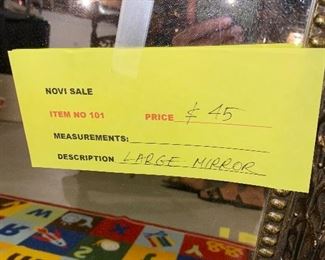 NOVI SALE
ITEM NO 101 PRICE $ 45
MEASUREMENTS:
DESCRIPTION LARGE MIRROR